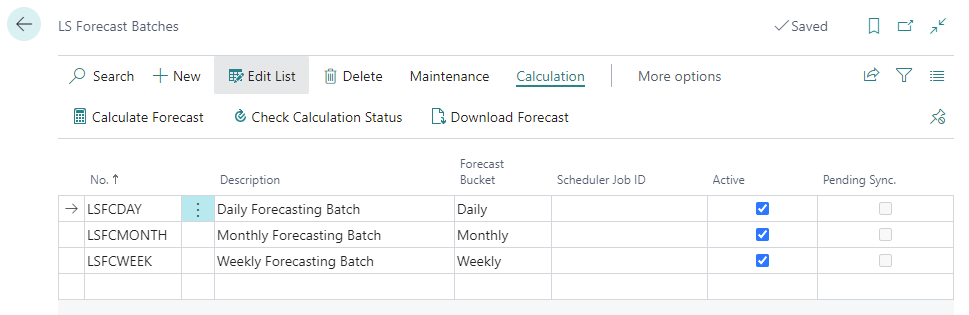 LS Forecast Batches
Saved
Search New Edit List Delete Maintenance Calculation More options
Calculate Forecast Check Calculation Status Download Forecast
No. ↑ Description Forecast Bucket Scheduler Job ID Active Pending Sync.
LSFCDAY Daily Forecasting Batch Daily
LSFCMONTH Monthly Forecasting Batch Monthly
LSFCWEEK Weekly Forecasting Batch Weekly